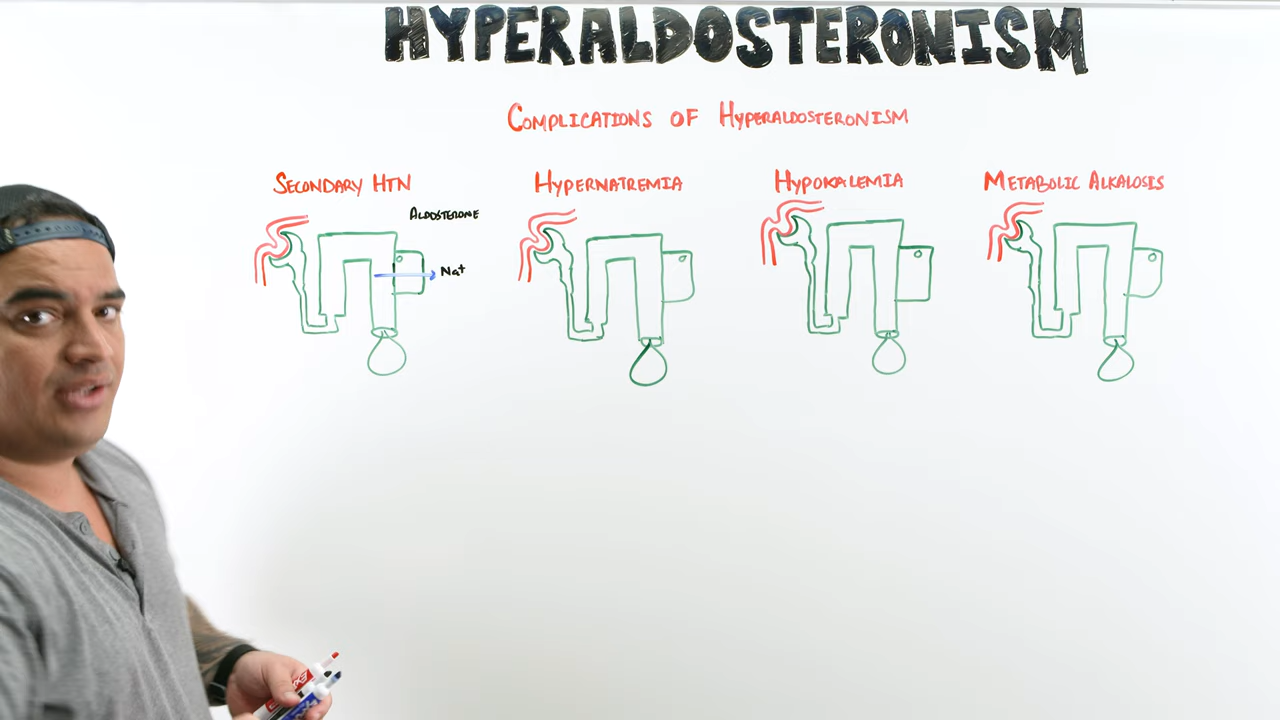 HYPERALDOSTERONISM
COMPLICATIONS OF HYPERALDOSTERONISM
SECONDARY HTN
HYPERNATREMIA
HYPOKALEMIA
METABOLIC ALKALOSIS
ALDOSTERONE
Na+